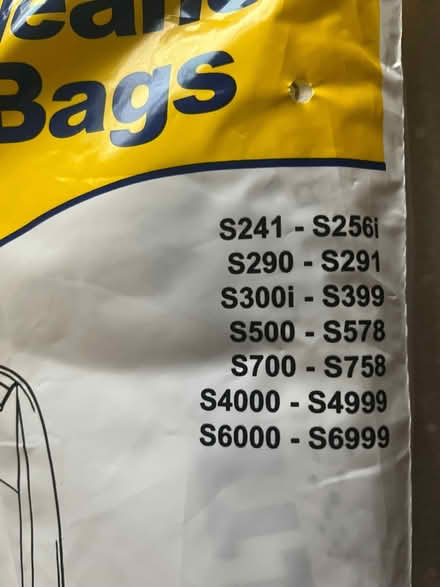 Bags
S241 - S256i
S290 - S291
S300i - S399
S500 - S578
S700 - S758
S4000 - S4999
S6000 - S6999